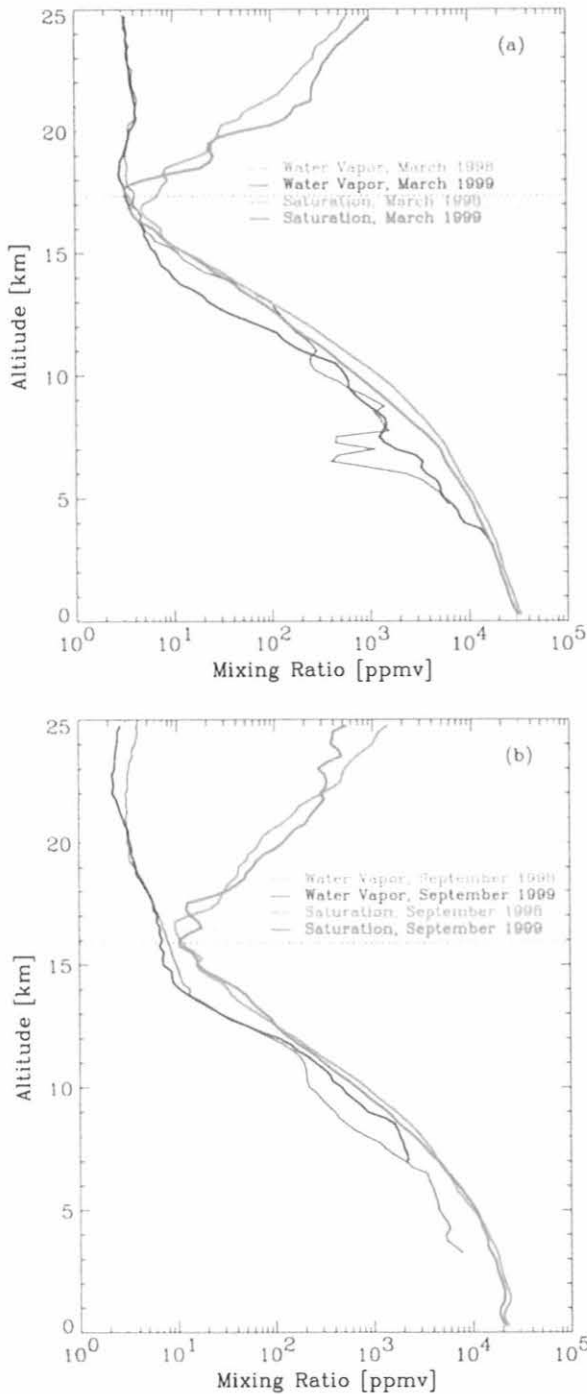 25
(a)
20
Water Vapor, March 1998
Water Vapor, March 1999
Saturation, March 1998
Saturation, March 1999
15
10
5
0
Altitude [km]
10^0 10^1 10^2 10^3 10^4 10^5
Mixing Ratio [ppmv]
25
(b)
20
Water Vapor, September 1998
Water Vapor, September 1999
Saturation, September 1998
Saturation, September 1999
15
10
5
0
Altitude [km]
10^0 10^1 10^2 10^3 10^4 10^5
Mixing Ratio [ppmv]